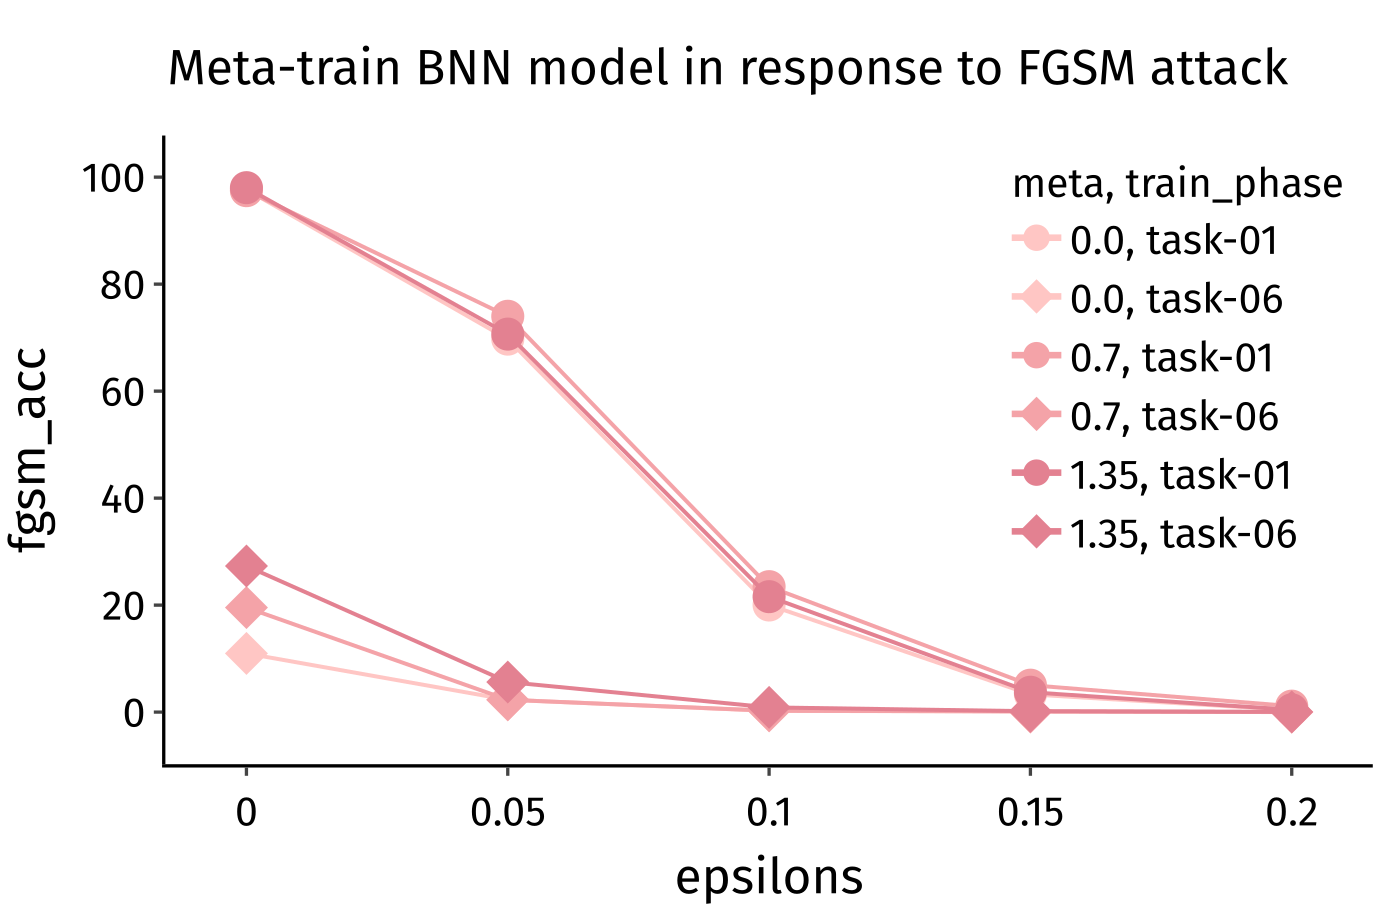 Meta-train BNN model in response to FGSM attack
fgsm_acc
100
80
60
40
20
0
meta, train_phase
0.0, task-01
0.0, task-06
0.7, task-01
0.7, task-06
1.35, task-01
1.35, task-06
0 0.05 0.1 0.15 0.2
epsilons